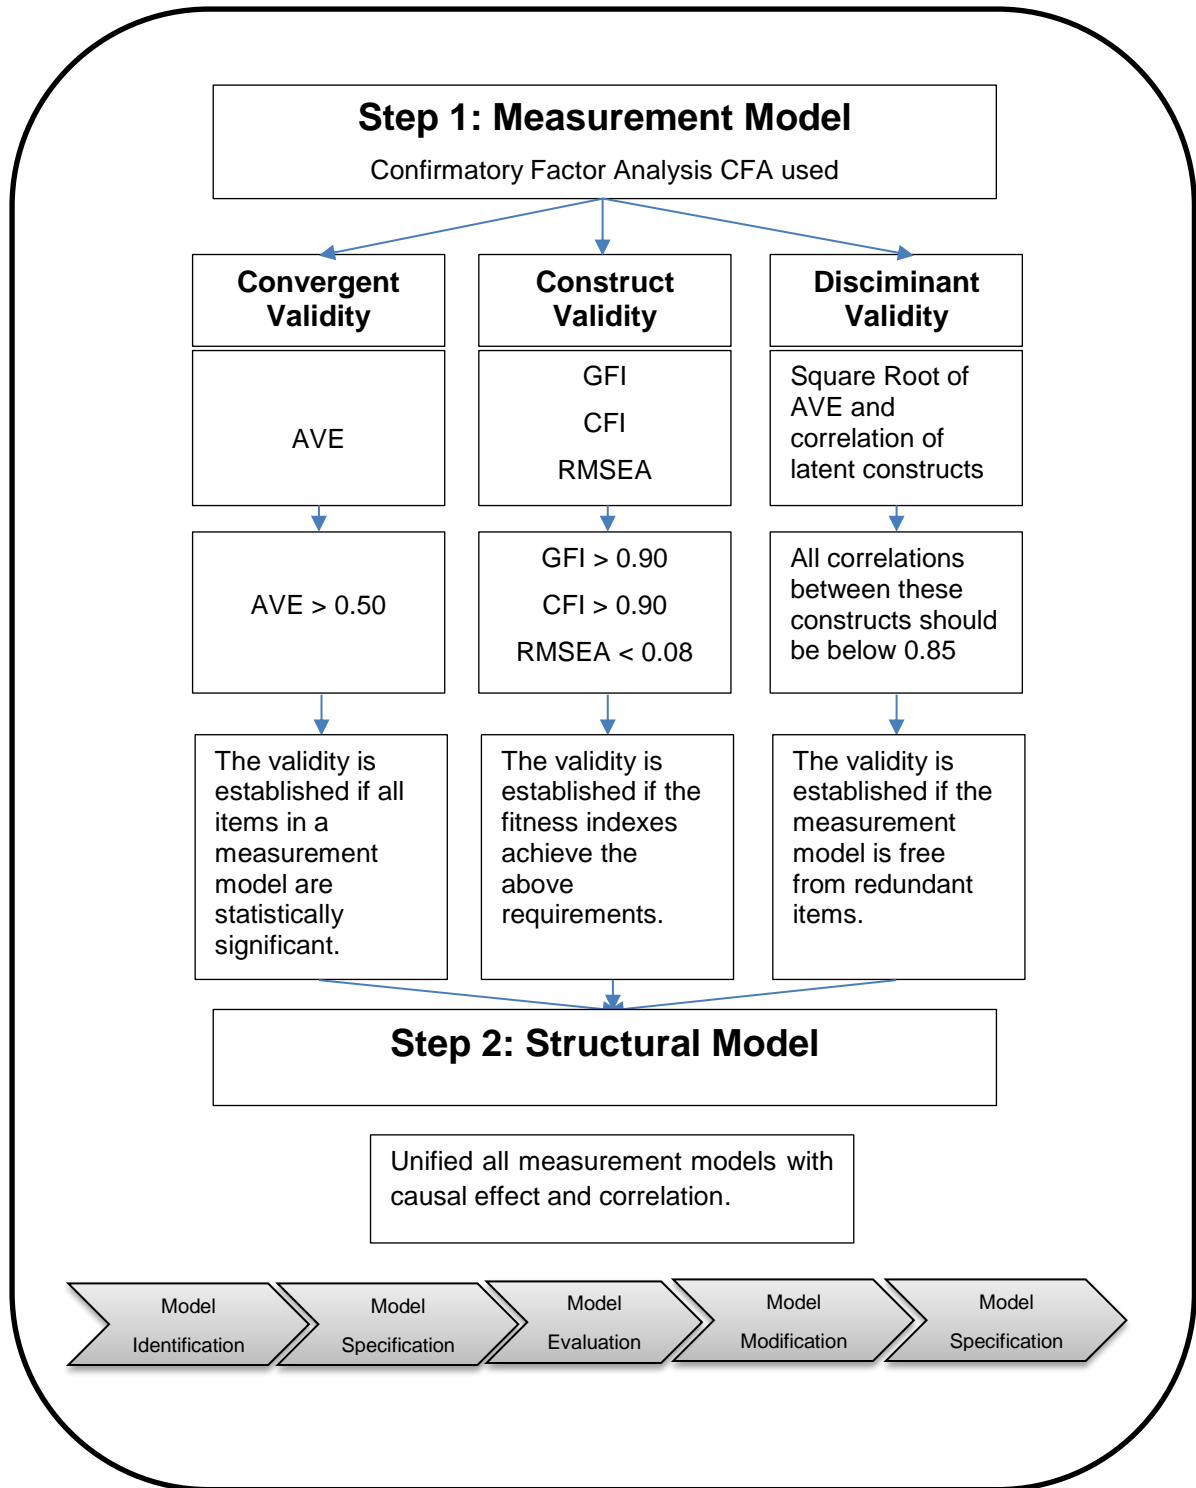 Step 1: Measurement Model
Confirmatory Factor Analysis CFA used
Convergent
Validity
Construct
Validity
Disciminant
Validity
AVE
GFI
CFI
RMSEA
Square Root of
AVE and
correlation of
latent constructs
AVE > 0.50
GFI > 0.90
CFI > 0.90
RMSEA < 0.08
All correlations
between these
constructs should
be below 0.85
The validity is
established if all
items in a
measurement
model are
statistically
significant.
The validity is
established if the
fitness indexes
achieve the
above
requirements.
The validity is
established if the
measurement
model is free
from redundant
items.
Step 2: Structural Model
Unified all measurement models with
causal effect and correlation.
Model
Identification
Model
Specification
Model
Evaluation
Model
Modification
Model
Specification